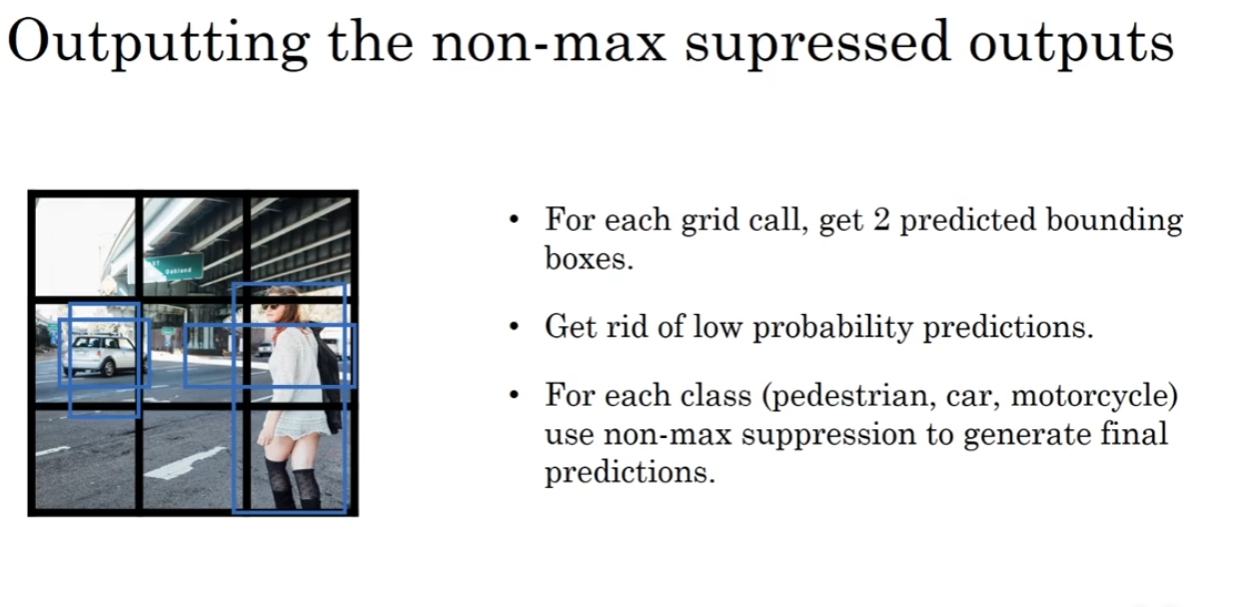 Outputting the non-max supressed outputs
Oakland
• For each grid call, get 2 predicted bounding
boxes.
• Get rid of low probability predictions.
• For each class (pedestrian, car, motorcycle)
use non-max suppression to generate final
predictions.